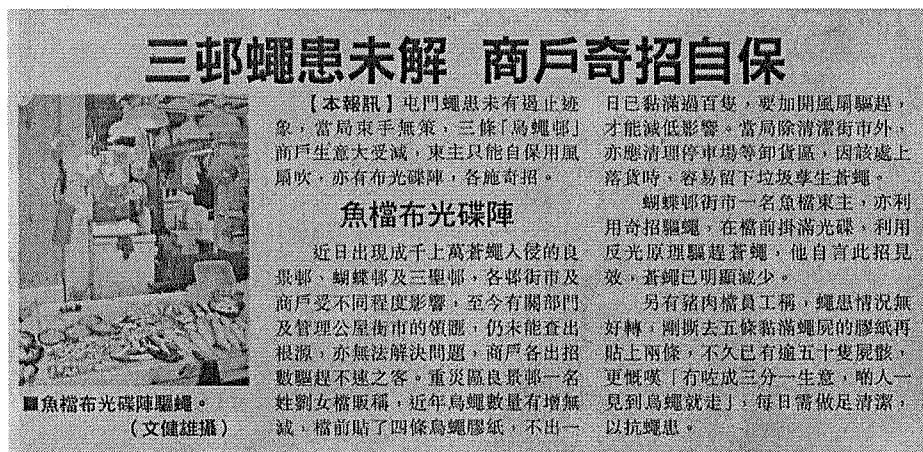 三邨蠅患未解 商戶奇招自保
【本報訊】屯門蠅患未有遏止迹
象，當局束手無策，三條「烏蠅邨」
商戶生意大受減，東主只能自保用風
扇吹，亦有布光碟陣，各施奇招。
魚檔布光碟陣
近日出現成千上萬蒼蠅入侵的良
景邨、蝴蝶邨及三聖邨，各邨街市及
商戶受不同程度影響，至今有關部門
及管理公屋街市的領匯，仍未能查出
根源，亦無法解決問題，商戶各出招
數驅趕不速之客。重災區良景邨一名
姓劉女檔販稱，近年烏蠅數量有增無
減，檔前貼了四條烏蠅膠紙，不出一
日已黏滿過百隻，要加開風扇驅趕，
才能減低影響。當局除清潔街市外，
亦應清理停車場等卸貨區，因該處上
落貨時，容易留下垃圾孳生蒼蠅。
蝴蝶邨街市一名魚檔東主，亦利
用奇招驅蠅，在檔前掛滿光碟，利用
反光原理驅趕蒼蠅，他自言此招見
效，蒼蠅已明顯減少。
另有豬肉檔員工稱，蠅患情況無
好轉，剛撕去五條黏滿蠅屍的膠紙再
貼上兩條，不久已有逾五十隻屍骸，
更慨嘆「冇咗成三分一生意，啲人一
見到烏蠅就走」，每日需做足清潔，
以抗蠅患。
■魚檔布光碟陣驅蠅。
（文健雄攝）